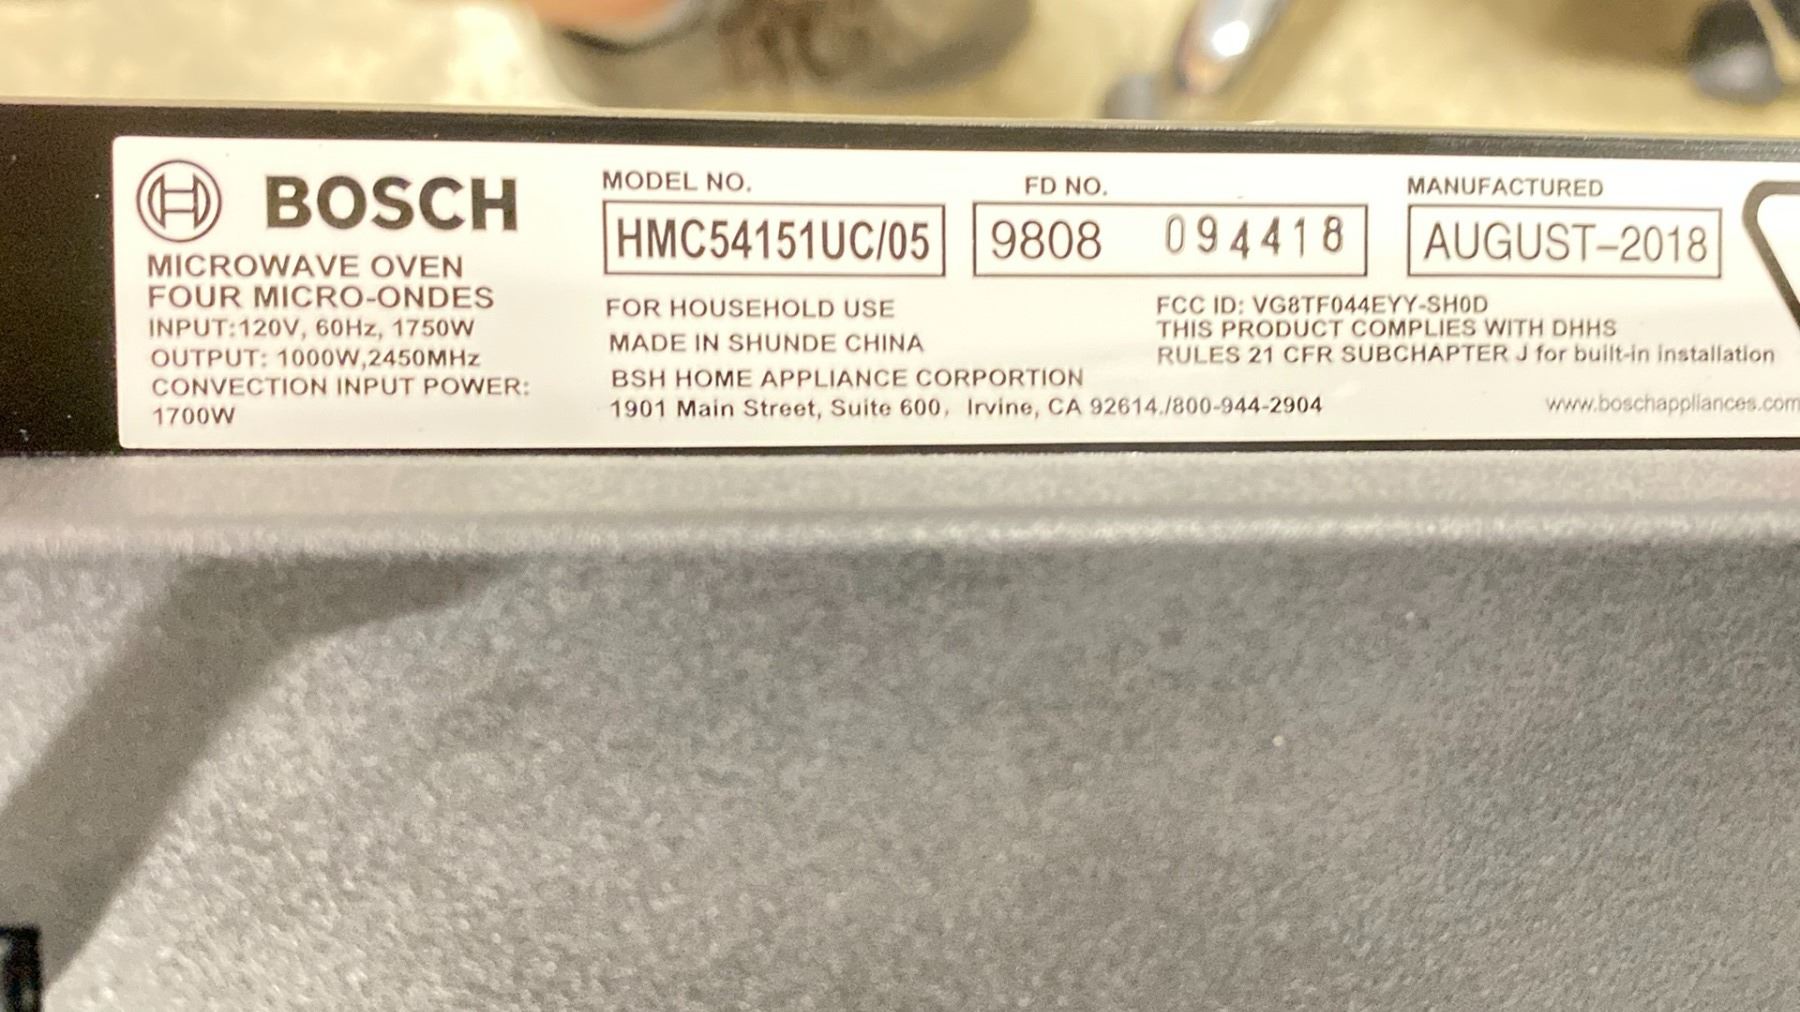 BOSCH
MICROWAVE OVEN
FOUR MICRO-ONDES
INPUT:120V, 60Hz, 1750W
OUTPUT: 1000W,2450MHz
CONVECTION INPUT POWER:
1700W
MODEL NO.
HMC54151UC/05
FD NO.
9808 094418
MANUFACTURED
AUGUST-2018
FOR HOUSEHOLD USE
MADE IN SHUNDE CHINA
BSH HOME APPLIANCE CORPORTION
1901 Main Street, Suite 600, Irvine, CA 92614./800-944-2904
FCC ID: VG8TF044EYY-SH0D
THIS PRODUCT COMPLIES WITH DHHS
RULES 21 CFR SUBCHAPTER J for built-in installation
www.boschappliances.com